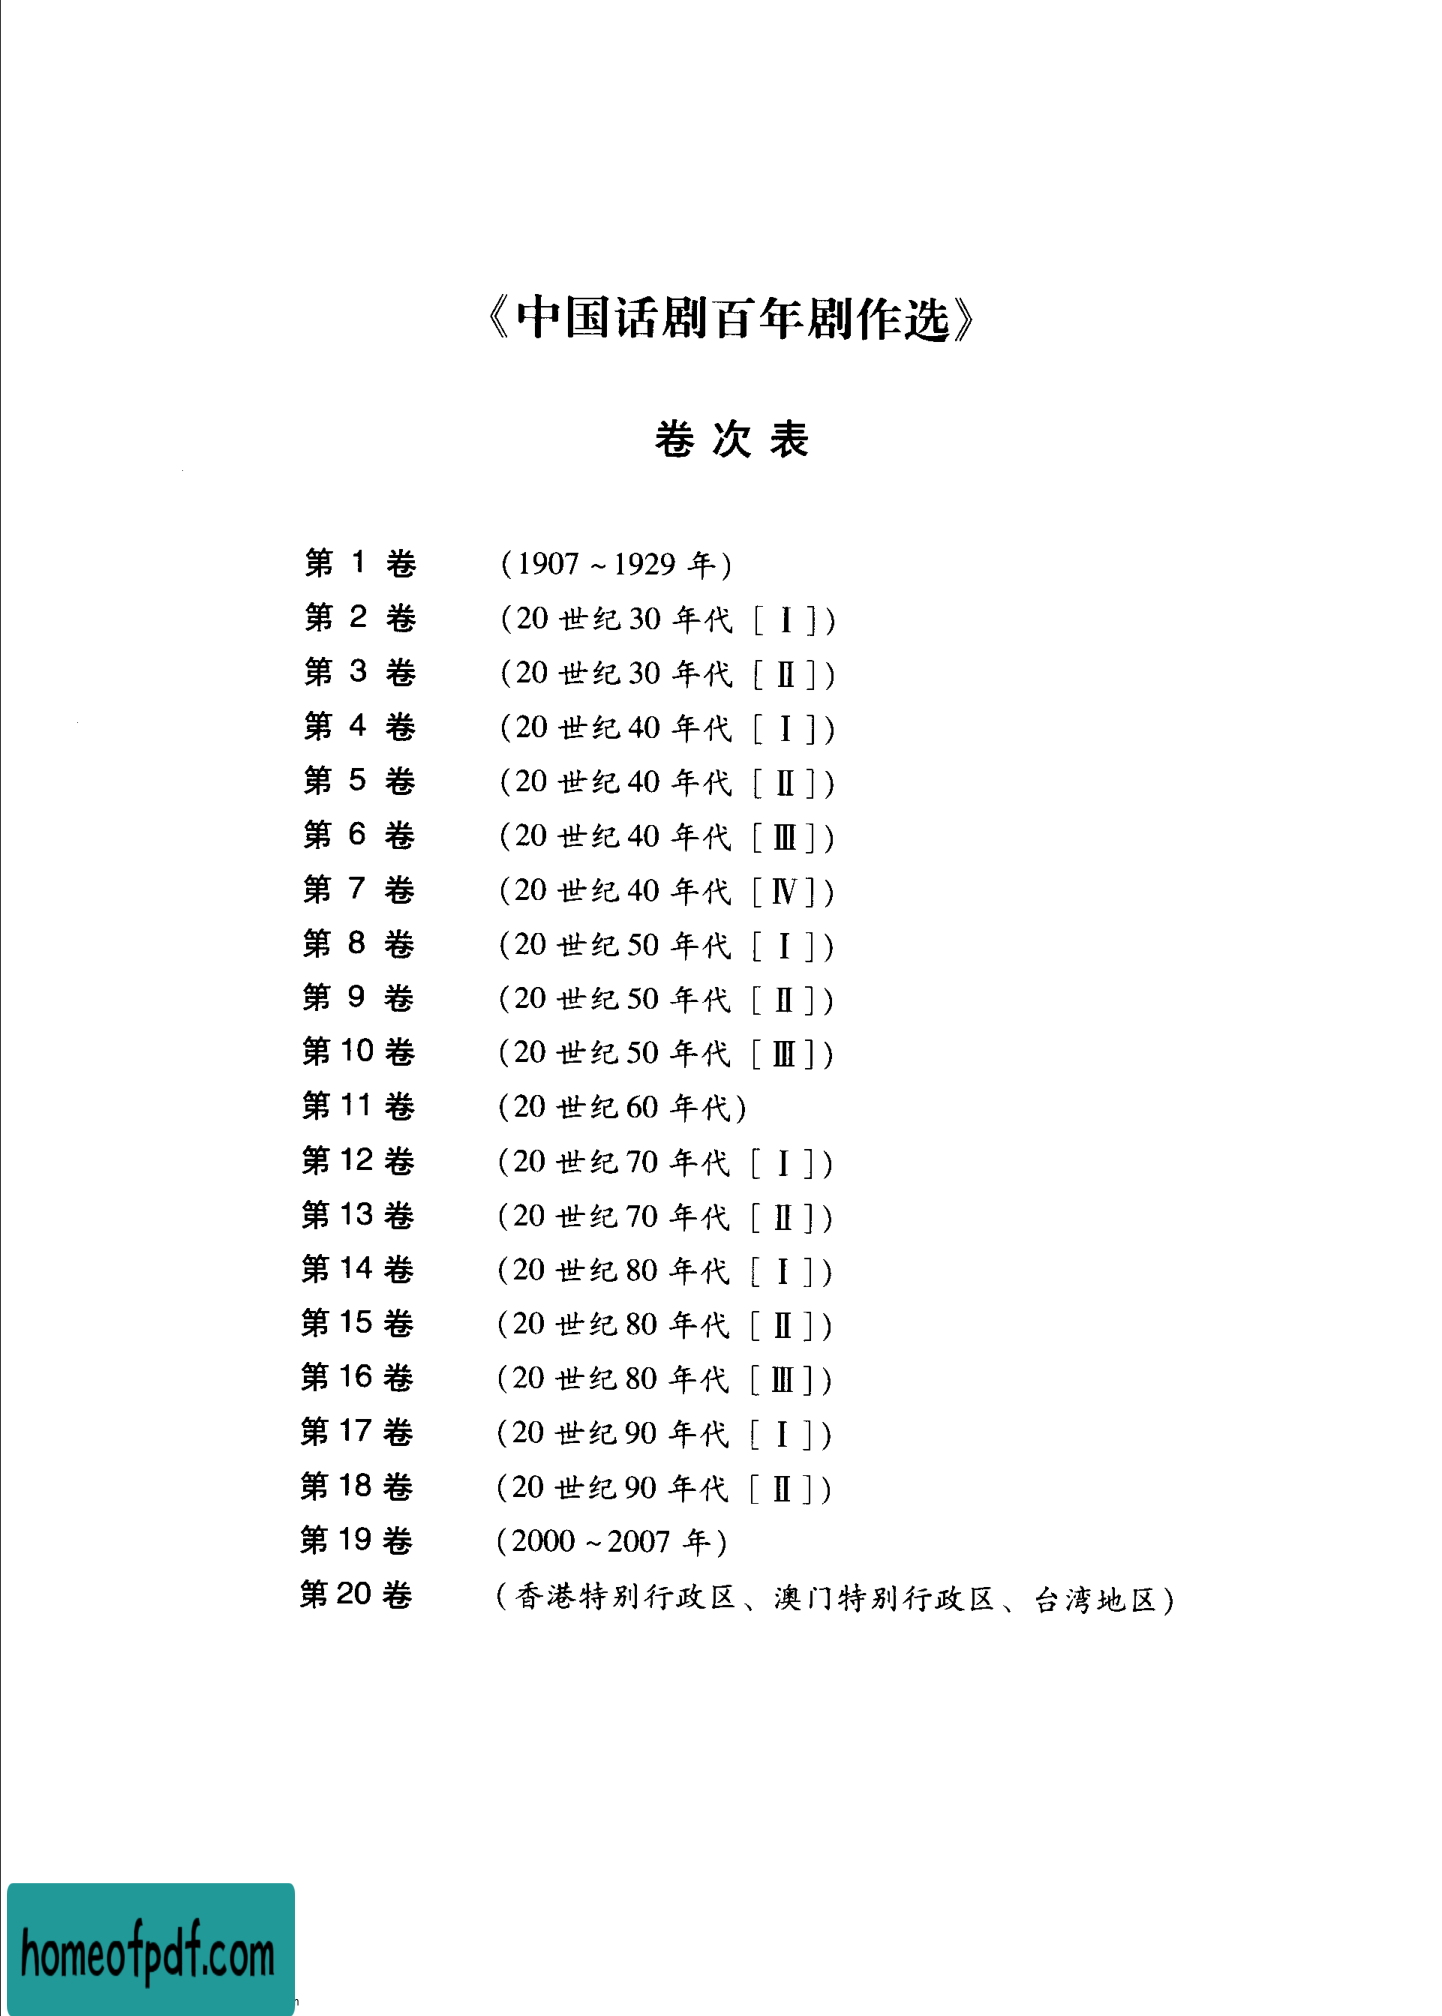 《中国话剧百年剧作选》
卷次表
第 1 卷 (1907～1929 年)
第 2 卷 (20 世纪 30 年代 [Ⅰ])
第 3 卷 (20 世纪 30 年代 [Ⅱ])
第 4 卷 (20 世纪 40 年代 [Ⅰ])
第 5 卷 (20 世纪 40 年代 [Ⅱ])
第 6 卷 (20 世纪 40 年代 [Ⅲ])
第 7 卷 (20 世纪 40 年代 [Ⅳ])
第 8 卷 (20 世纪 50 年代 [Ⅰ])
第 9 卷 (20 世纪 50 年代 [Ⅱ])
第 10 卷 (20 世纪 50 年代 [Ⅲ])
第 11 卷 (20 世纪 60 年代)
第 12 卷 (20 世纪 70 年代 [Ⅰ])
第 13 卷 (20 世纪 70 年代 [Ⅱ])
第 14 卷 (20 世纪 80 年代 [Ⅰ])
第 15 卷 (20 世纪 80 年代 [Ⅱ])
第 16 卷 (20 世纪 80 年代 [Ⅲ])
第 17 卷 (20 世纪 90 年代 [Ⅰ])
第 18 卷 (20 世纪 90 年代 [Ⅱ])
第 19 卷 (2000～2007 年)
第 20 卷 (香港特别行政区、澳门特别行政区、台湾地区)
homeofpdf.com